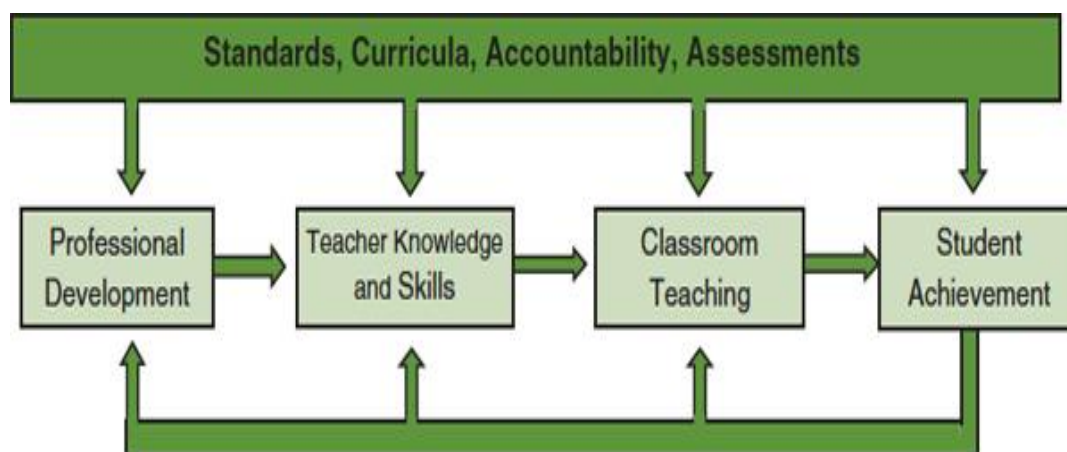 Standards, Curricula, Accountability, Assessments
Professional
Development
Teacher Knowledge
and Skills
Classroom
Teaching
Student
Achievement